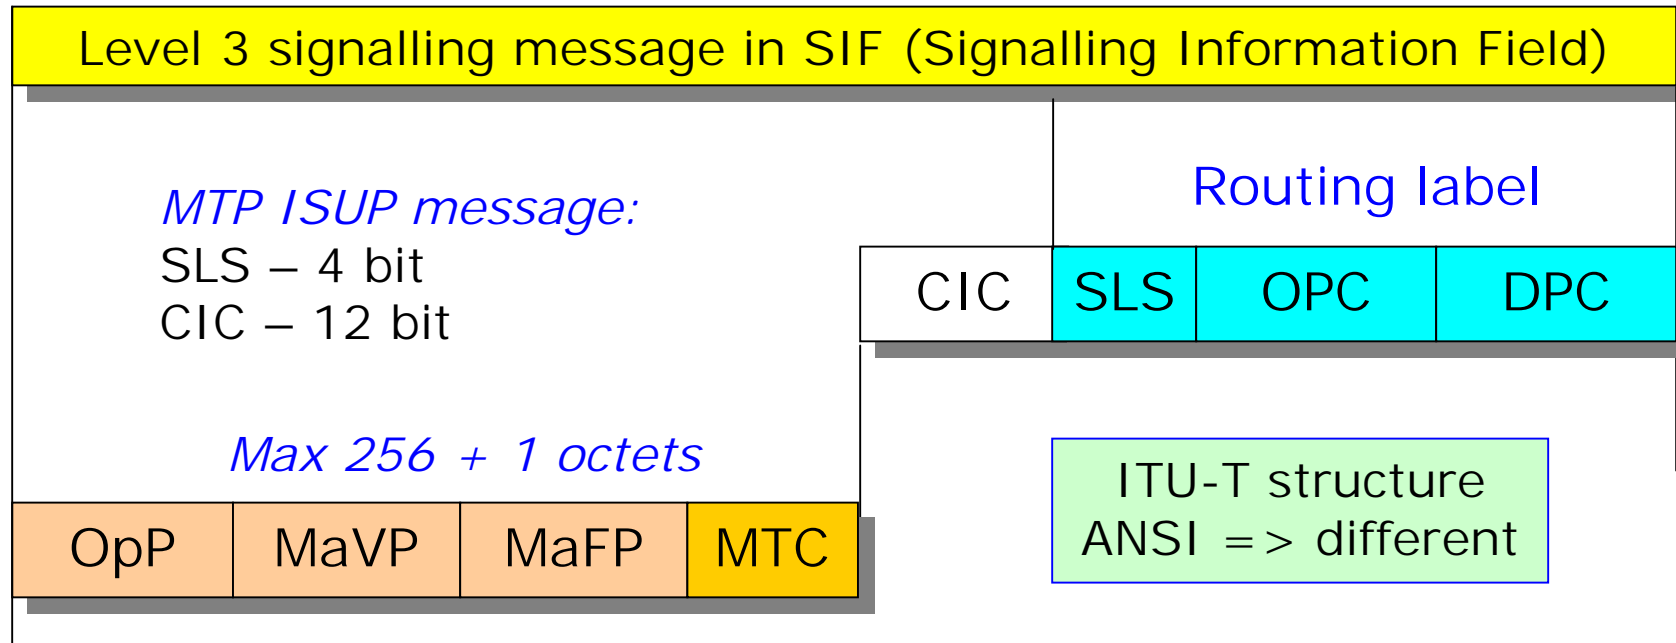 Level 3 signalling message in SIF (Signalling Information Field)
MTP ISUP message:
SLS – 4 bit
CIC – 12 bit
Routing label
CIC SLS OPC DPC
Max 256 + 1 octets
OpP MaVP MaFP MTC
ITU-T structure
ANSI => different